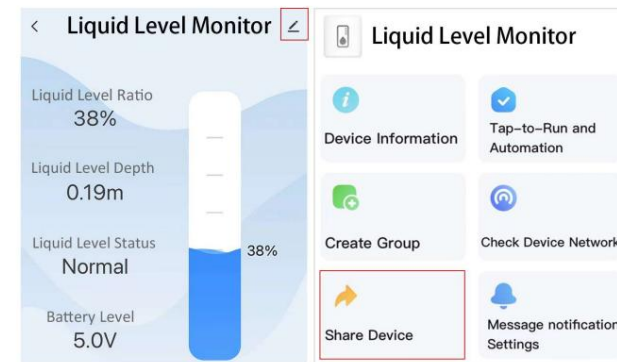 Liquid Level Monitor
Liquid Level Ratio
38%
Liquid Level Depth
0.19m
Liquid Level Status
Normal
Battery Level
5.0V
38%
Liquid Level Monitor
Device Information
Tap-to-Run and
Automation
Create Group
Check Device Network
Share Device
Message notification
Settings